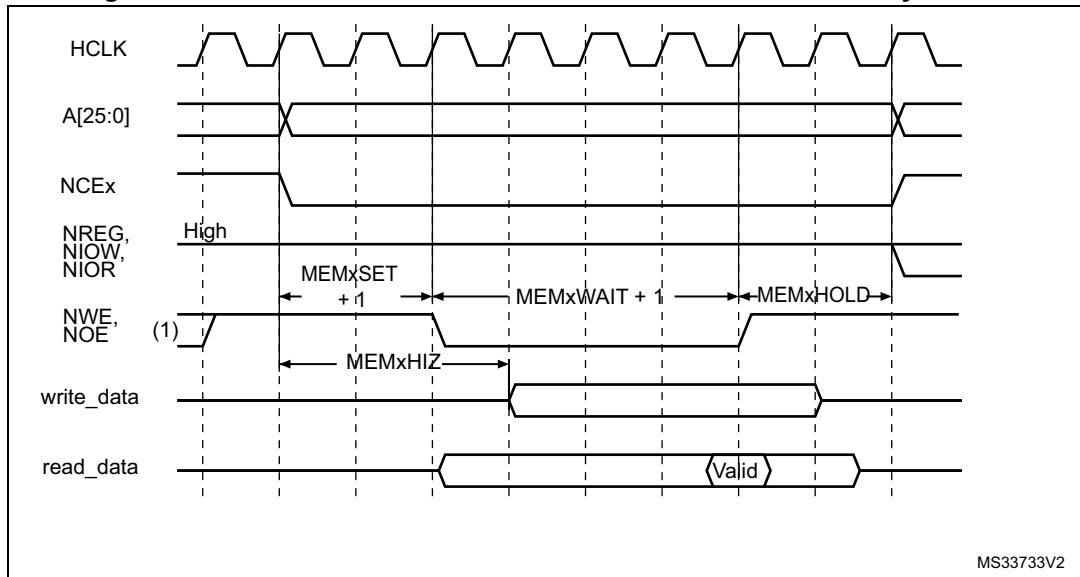 HCLK
A[25:0]
NCEx
NREG,
NIOW,
NIOR
High
MEMxSET
+ 1
MEMxWAIT + 1
MEMxHOLD
NWE,
NOE
(1)
MEMxHIZ
write_data
read_data
Valid
MS33733V2